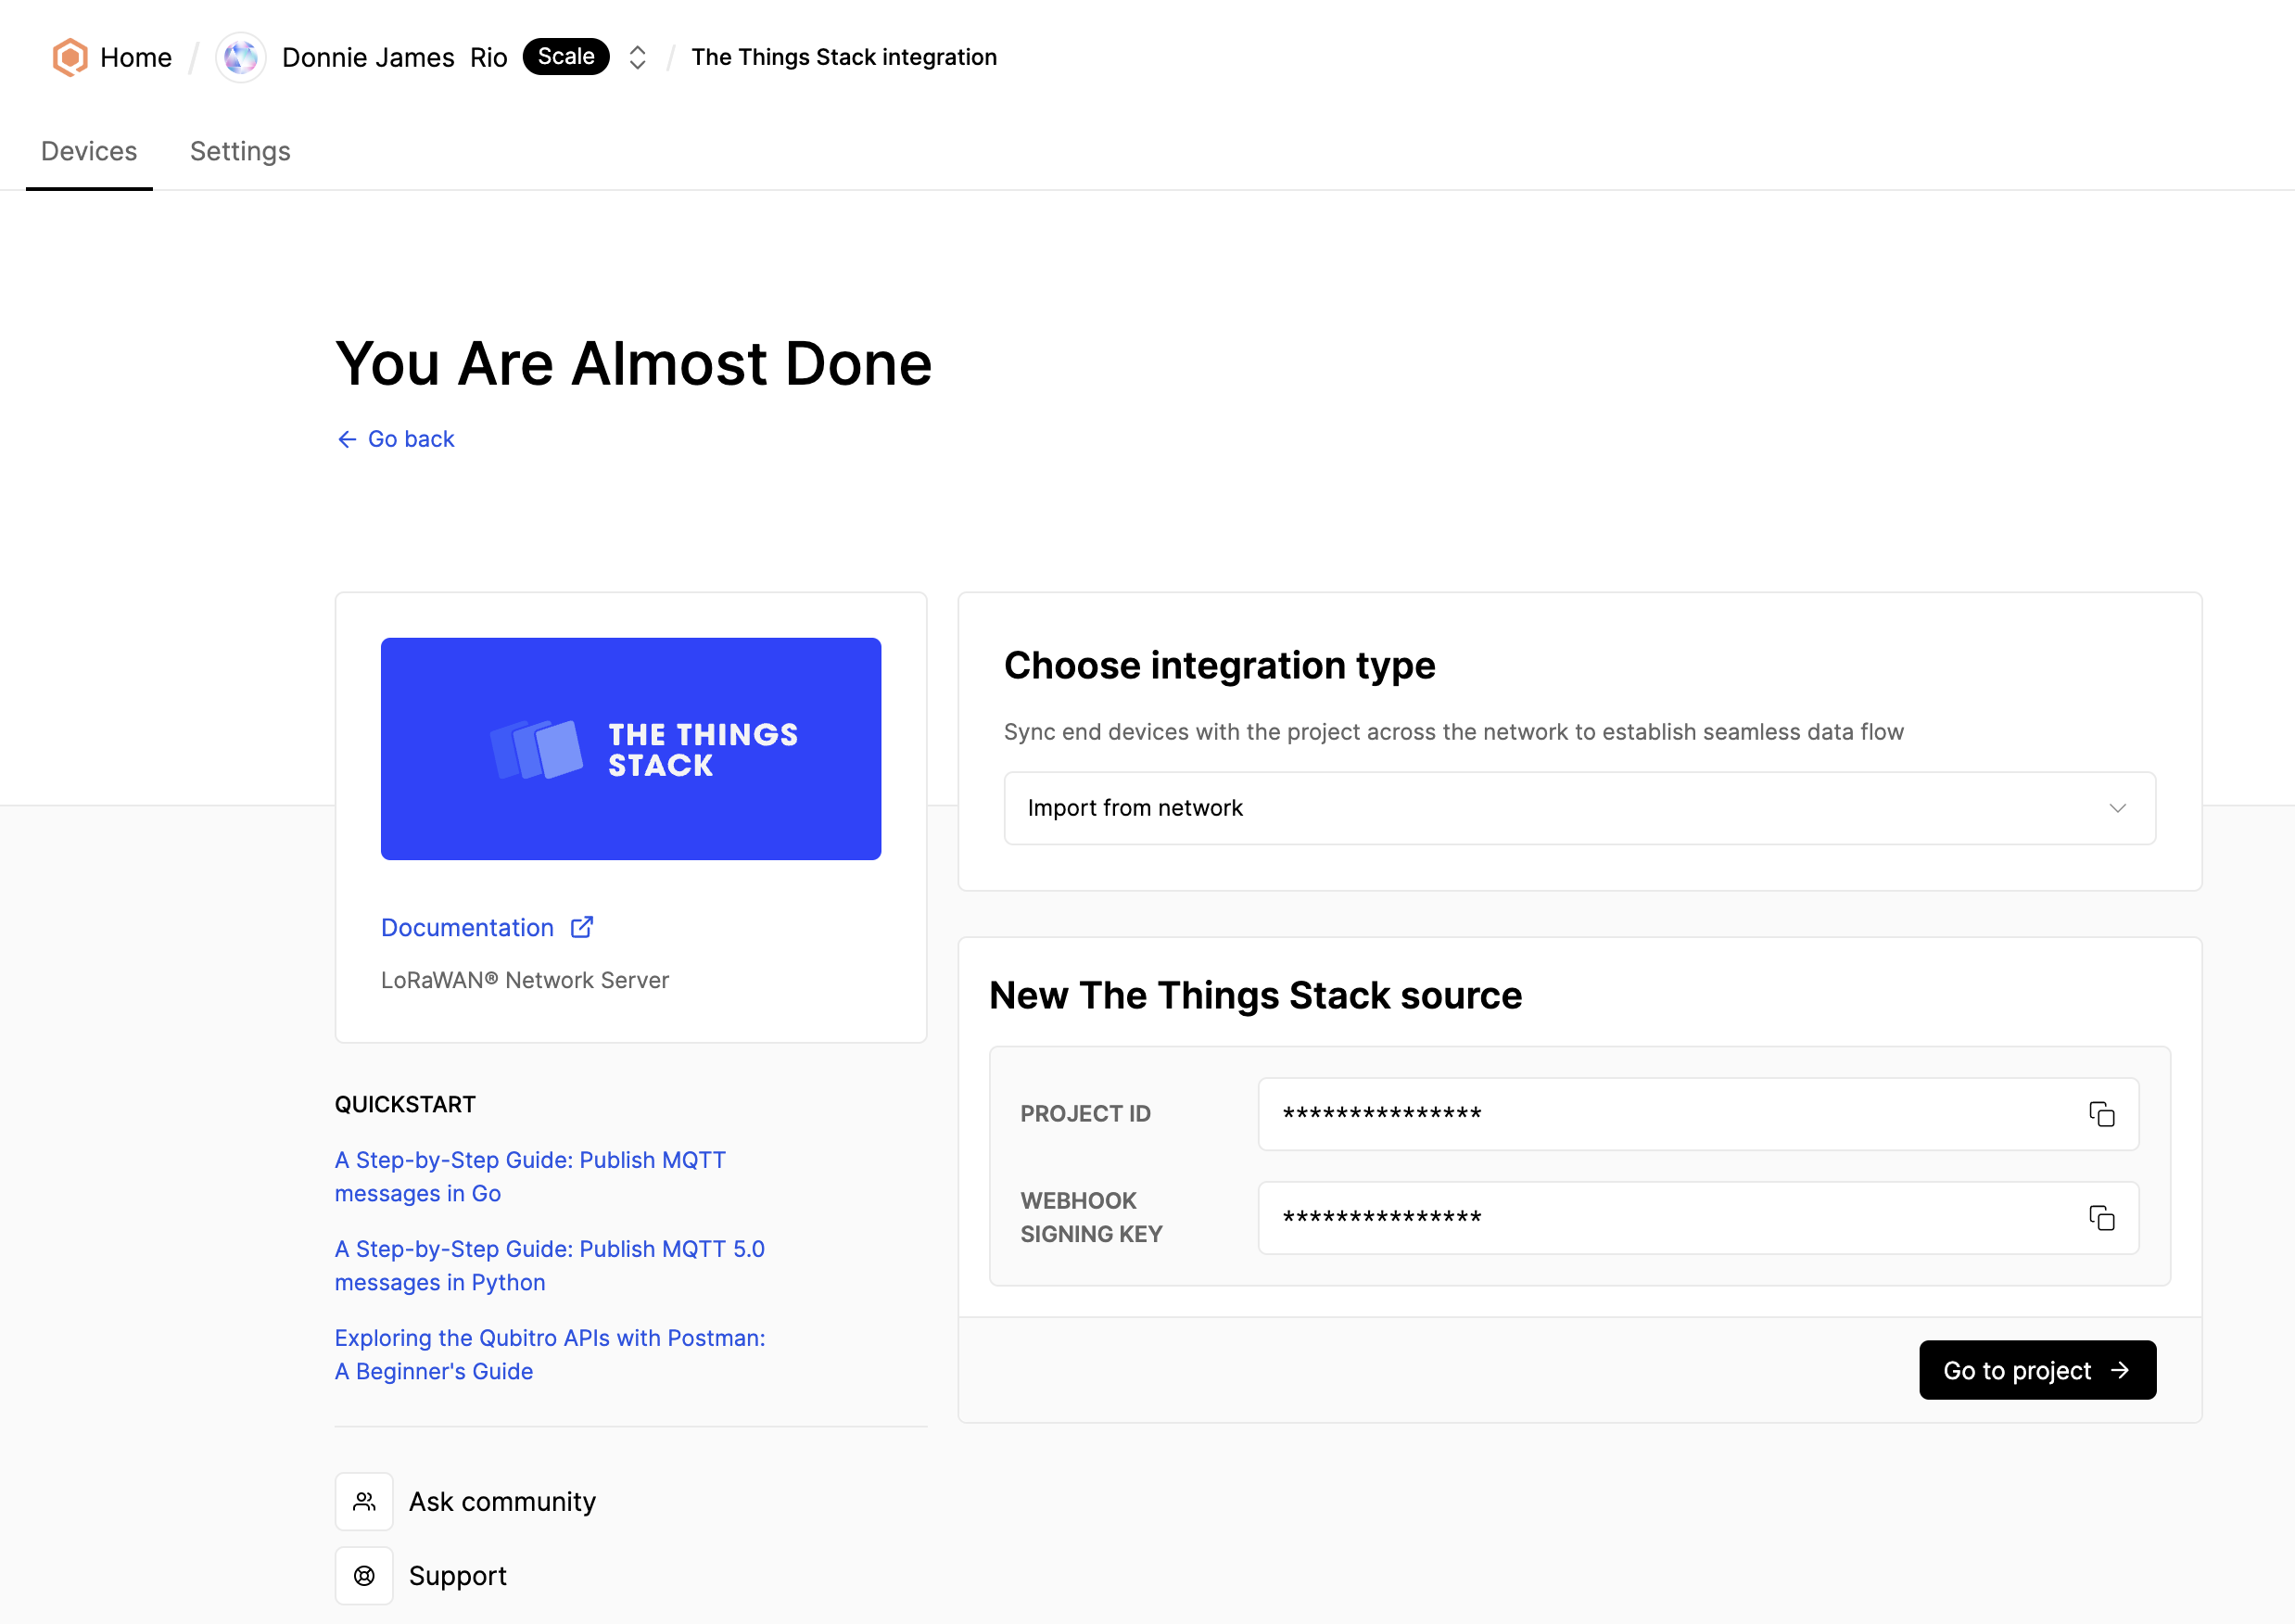 Home / Donnie James Rio Scale / The Things Stack integration
Devices Settings
You Are Almost Done
Go back
THE THINGS
STACK
Documentation
LoRaWAN® Network Server
QUICKSTART
A Step-by-Step Guide: Publish MQTT
messages in Go
A Step-by-Step Guide: Publish MQTT 5.0
messages in Python
Exploring the Qubitro APIs with Postman:
A Beginner's Guide
Ask community
Support
Choose integration type
Sync end devices with the project across the network to establish seamless data flow
Import from network
New The Things Stack source
PROJECT ID
***************
WEBHOOK
SIGNING KEY
***************
Go to project